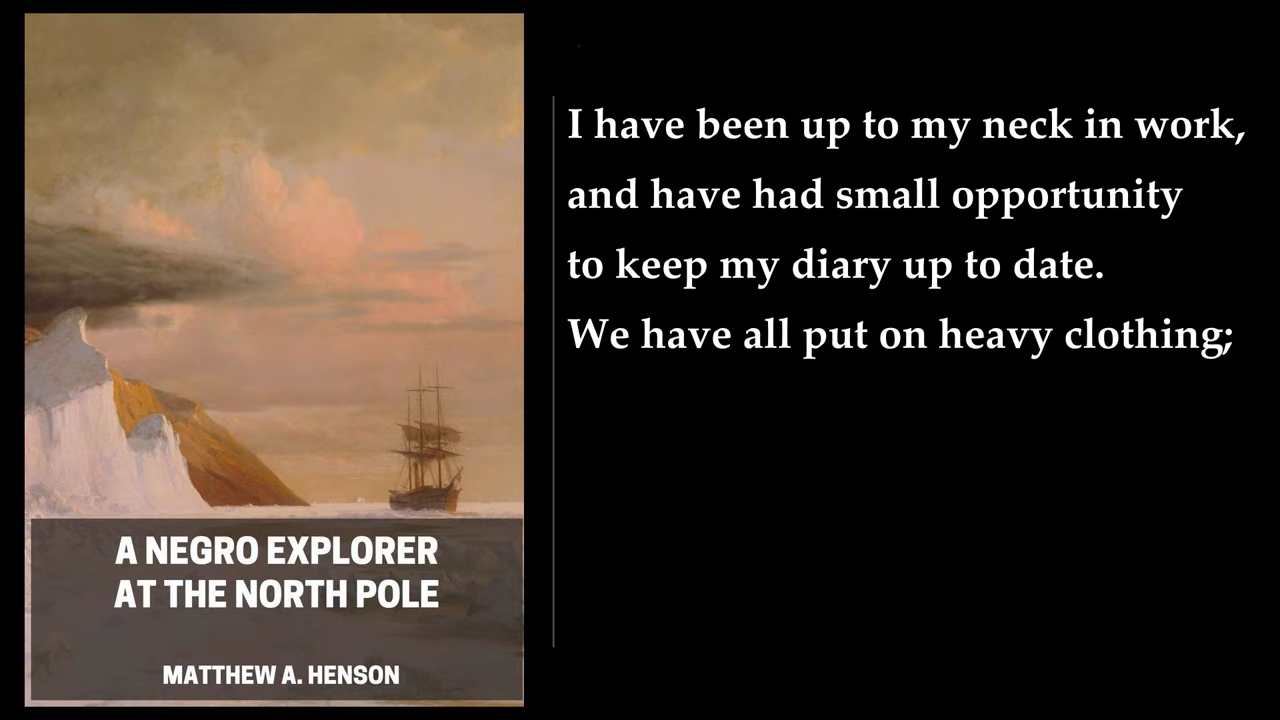 A NEGRO EXPLORER
AT THE NORTH POLE
MATTHEW A. HENSON
I have been up to my neck in work,
and have had small opportunity
to keep my diary up to date.
We have all put on heavy clothing;